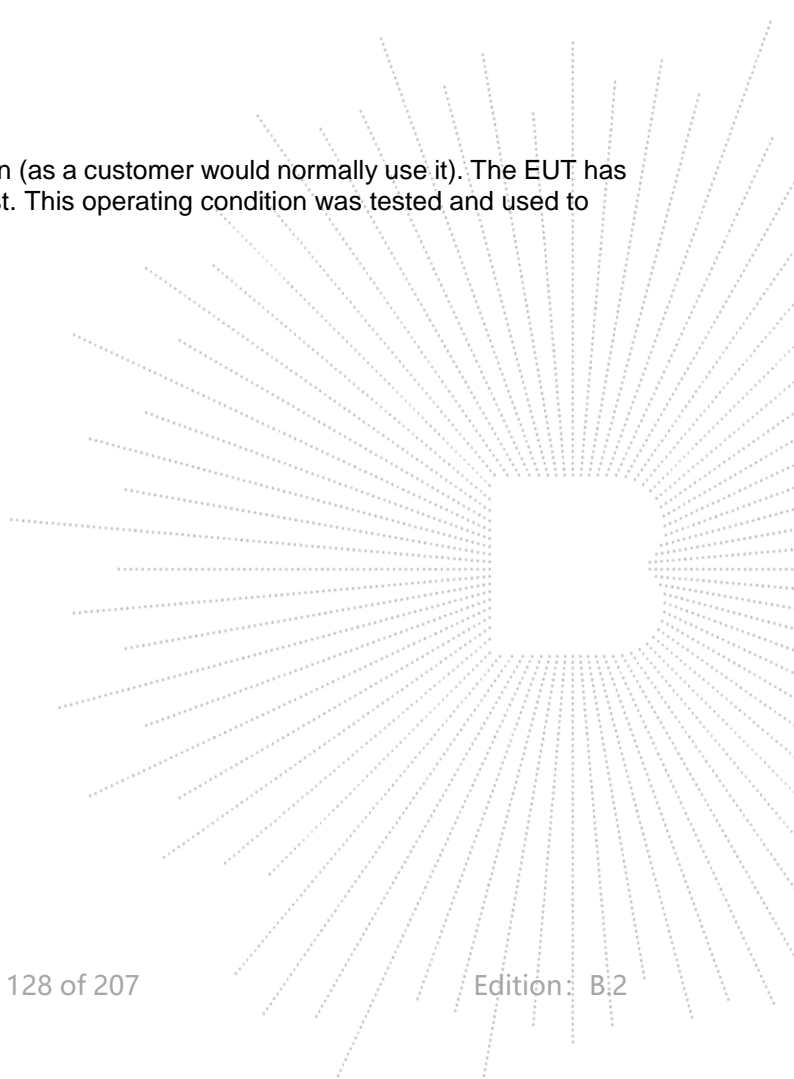 (as a customer would normally use it). The EUT has
This operating condition was tested and used to
128 of 207 Edition: B.2